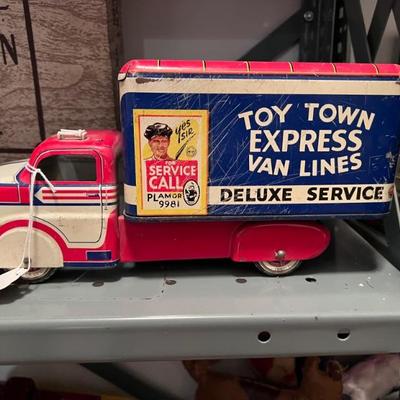 yes
sir
FOR
SERVICE
CALL
PLAMOR
9981
TOY TOWN
EXPRESS
VAN LINES
DELUXE SERVICE
N